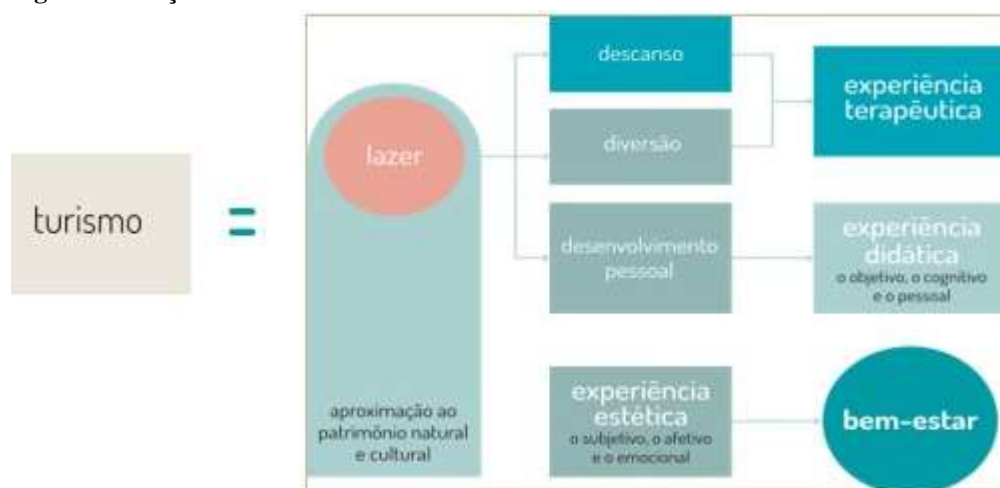 turismo
=
lazer
aproximação ao
patrimônio natural
e cultural
descanso
diversão
desenvolvimento
pessoal
experiência
terapêutica
experiência
didática
o objetivo, o cognitivo
e o pessoal
experiência
estética
o subjetivo, o afetivo
e o emocional
bem-estar